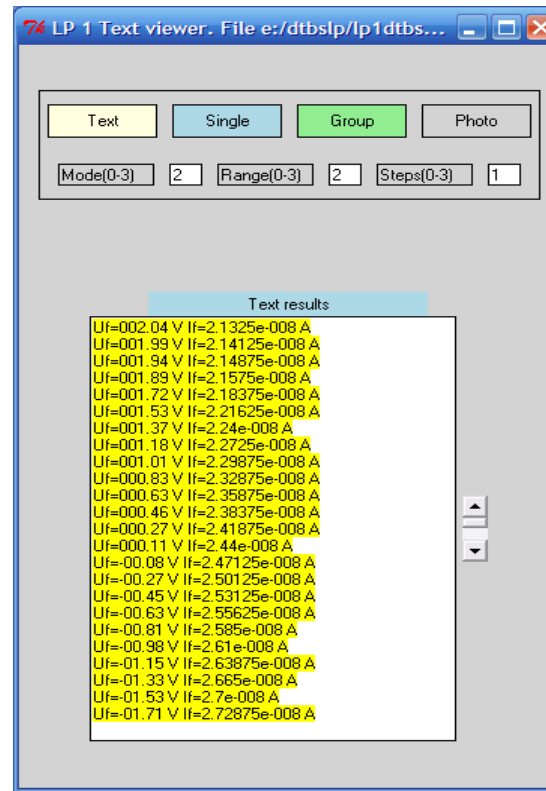 LP 1 Text viewer. File e:/dtbslp/lp1dtbs...
Text Single Group Photo
Mode(0-3) 2 Range(0-3) 2 Steps(0-3) 1
Text results
Uf=002.04 V If=2.1325e-008 A
Uf=001.99 V If=2.14125e-008 A
Uf=001.94 V If=2.14875e-008 A
Uf=001.89 V If=2.1575e-008 A
Uf=001.72 V If=2.18375e-008 A
Uf=001.53 V If=2.21625e-008 A
Uf=001.37 V If=2.24e-008 A
Uf=001.18 V If=2.2725e-008 A
Uf=001.01 V If=2.29875e-008 A
Uf=000.83 V If=2.32875e-008 A
Uf=000.63 V If=2.35875e-008 A
Uf=000.46 V If=2.38375e-008 A
Uf=000.27 V If=2.41875e-008 A
Uf=000.11 V If=2.44e-008 A
Uf=-00.08 V If=2.47125e-008 A
Uf=-00.27 V If=2.50125e-008 A
Uf=-00.45 V If=2.53125e-008 A
Uf=-00.63 V If=2.55625e-008 A
Uf=-00.81 V If=2.585e-008 A
Uf=-00.98 V If=2.61e-008 A
Uf=-01.15 V If=2.63875e-008 A
Uf=-01.33 V If=2.665e-008 A
Uf=-01.53 V If=2.7e-008 A
Uf=-01.71 V If=2.72875e-008 A